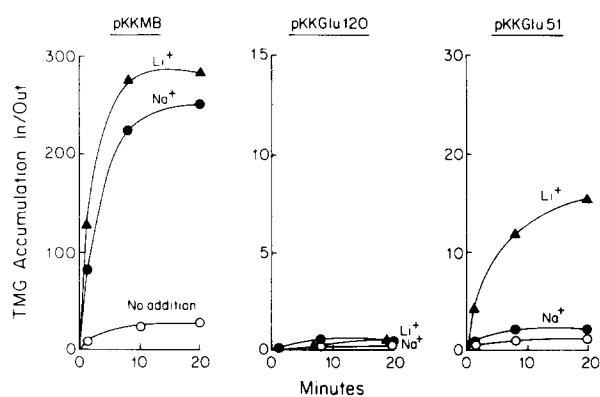 pKKMB
pKKGlu120
pKKGlu51
TMG Accumulation In/Out
300
200
100
0
Li+
Na+
No addition
0 10 20
15
10
5
0
Li+
Na+
0 10 20
30
20
10
0
Li+
Na+
0 10 20
Minutes